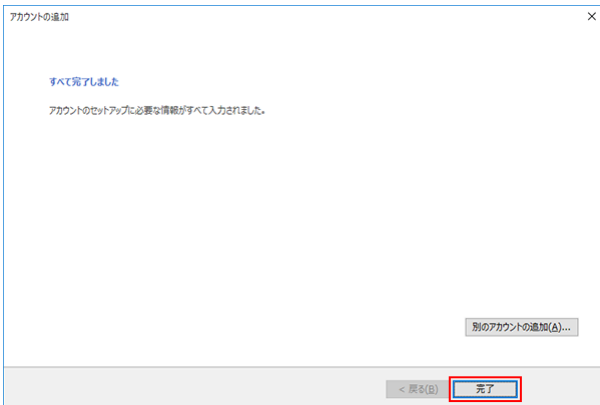 アカウントの追加
すべて完了しました
アカウントのセットアップに必要な情報がすべて入力されました。
別のアカウントの追加(A)...
< 戻る(B)
完了